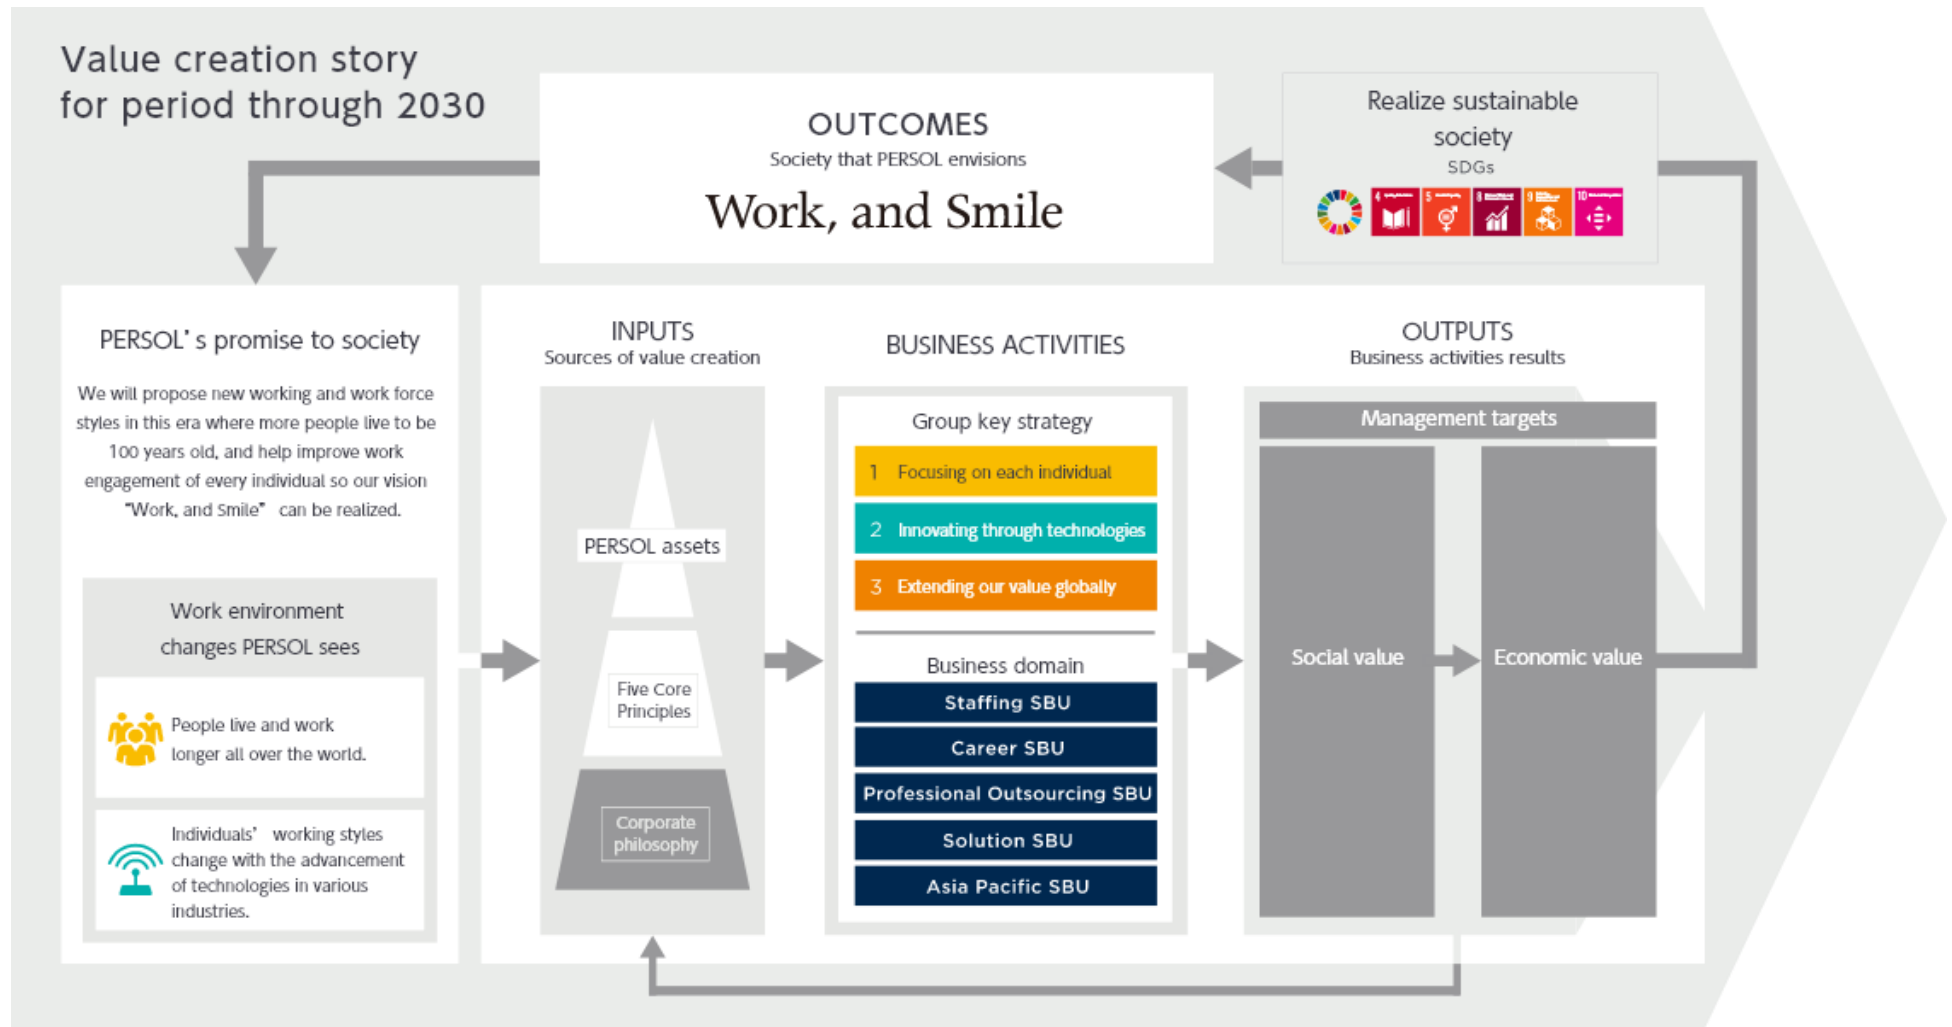 Value creation story
for period through 2030
OUTCOMES
Society that PERSOL envisions
Work, and Smile
Realize sustainable
society
SDGs
4
5
8
9
10
PERSOL' s promise to society
We will propose new working and work force
styles in this era where more people live to be
100 years old, and help improve work
engagement of every individual so our vision
"Work, and Smile" can be realized.
Work environment
changes PERSOL sees
People live and work
longer all over the world.
Individuals' working styles
change with the advancement
of technologies in various
industries.
INPUTS
Sources of value creation
PERSOL assets
Five Core
Principles
Corporate
philosophy
BUSINESS ACTIVITIES
Group key strategy
1 Focusing on each individual
2 Innovating through technologies
3 Extending our value globally
Business domain
Staffing SBU
Career SBU
Professional Outsourcing SBU
Solution SBU
Asia Pacific SBU
OUTPUTS
Business activities results
Management targets
Social value
Economic value